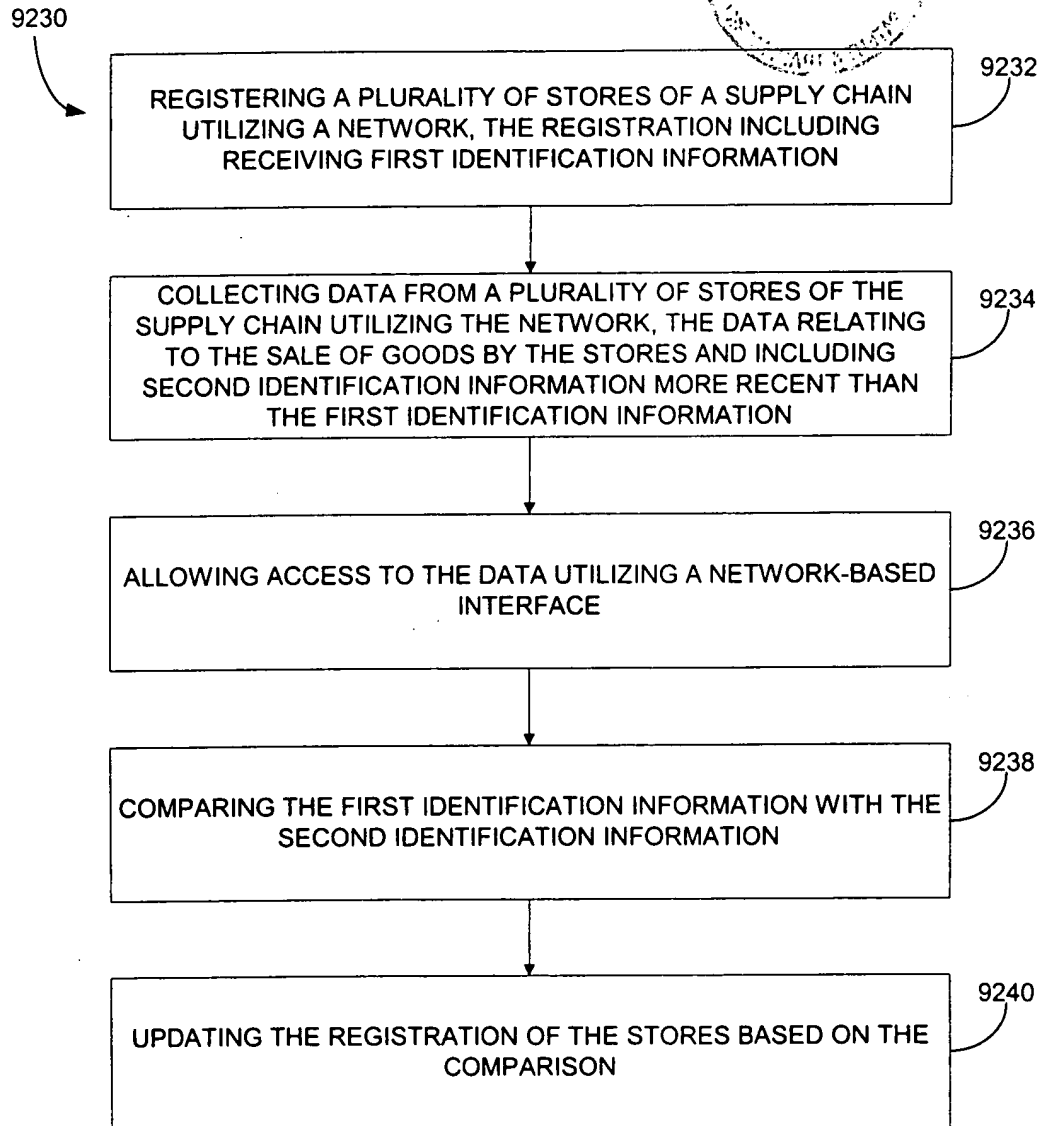 9230
9232
REGISTERING A PLURALITY OF STORES OF A SUPPLY CHAIN
UTILIZING A NETWORK, THE REGISTRATION INCLUDING
RECEIVING FIRST IDENTIFICATION INFORMATION
9234
COLLECTING DATA FROM A PLURALITY OF STORES OF THE
SUPPLY CHAIN UTILIZING THE NETWORK, THE DATA RELATING
TO THE SALE OF GOODS BY THE STORES AND INCLUDING
SECOND IDENTIFICATION INFORMATION MORE RECENT THAN
THE FIRST IDENTIFICATION INFORMATION
9236
ALLOWING ACCESS TO THE DATA UTILIZING A NETWORK-BASED
INTERFACE
9238
COMPARING THE FIRST IDENTIFICATION INFORMATION WITH THE
SECOND IDENTIFICATION INFORMATION
9240
UPDATING THE REGISTRATION OF THE STORES BASED ON THE
COMPARISON